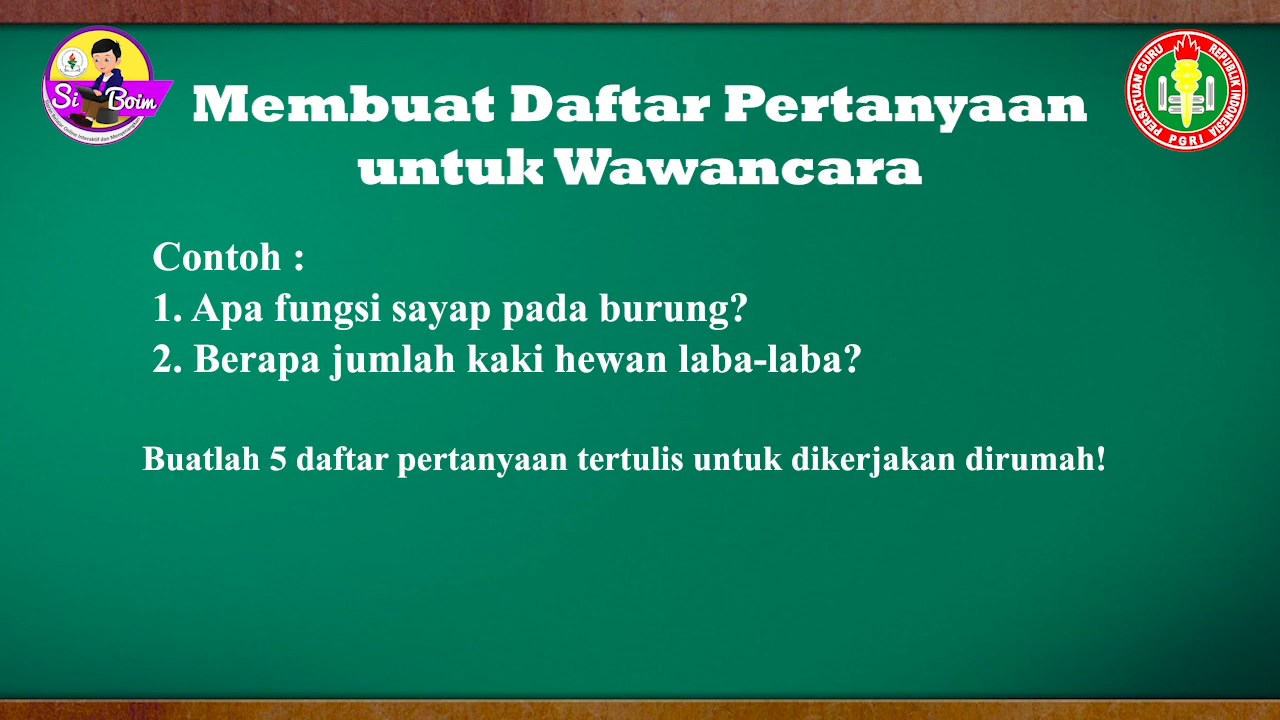 Si Boim
PERSATUAN GURU REPUBLIK INDONESIA
PGRI
Membuat Daftar Pertanyaan
untuk Wawancara
Contoh :
1. Apa fungsi sayap pada burung?
2. Berapa jumlah kaki hewan laba-laba?
Buatlah 5 daftar pertanyaan tertulis untuk dikerjakan dirumah!